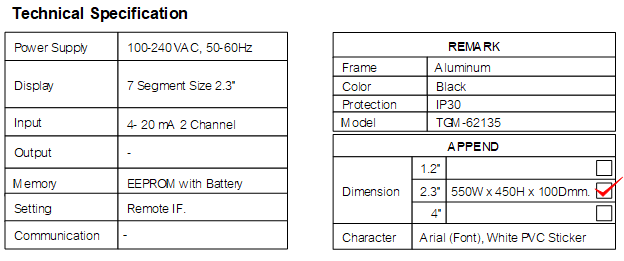 Technical Specification
Power Supply 100-240VAC, 50-60Hz
Display 7 Segment Size 2.3"
Input 4- 20 mA 2 Channel
Output -
Memory EEPROM with Battery
Setting Remote IF.
Communication -
REMARK
Frame Aluminum
Color Black
Protection IP30
Model TGM-62135
APPEND
Dimension
1.2"
2.3" 550W x 450H x 100Dmm.
4"
Character Arial (Font), White PVC Sticker